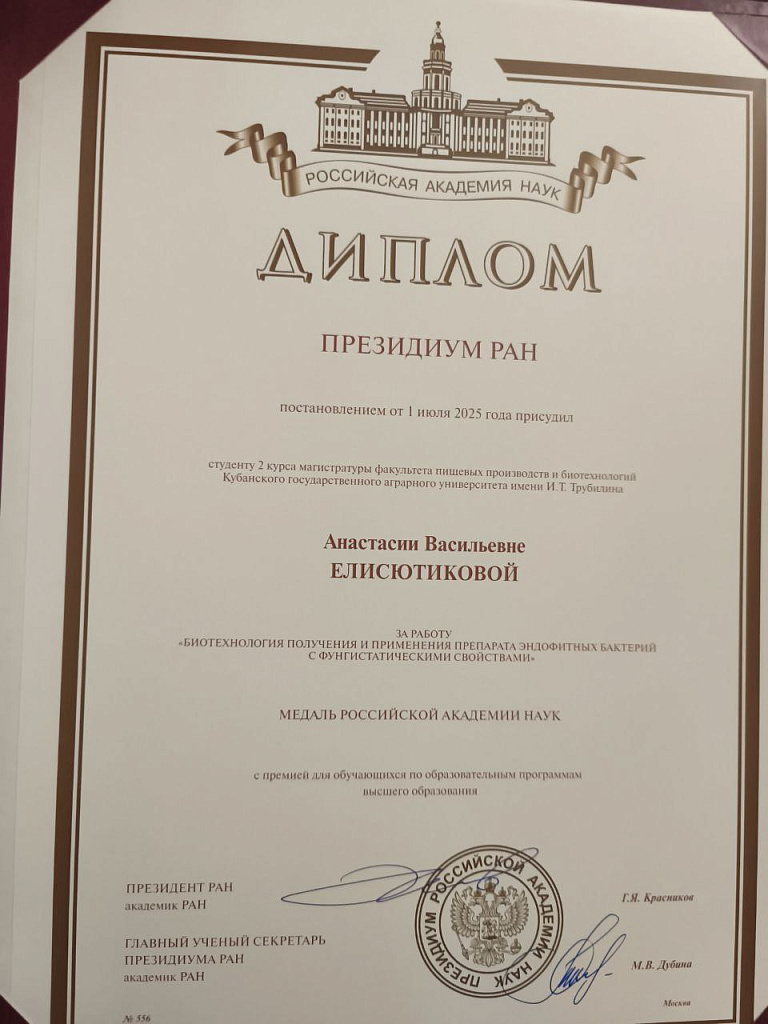 РОССИЙСКАЯ АКАДЕМИЯ НАУК
ДИПЛОМ
ПРЕЗИДИУМ РАН
постановлением от 1 июля 2025 года присудил
студенту 2 курса магистратуры факультета пищевых производств и биотехнологий
Кубанского государственного аграрного университета имени И.Т. Трубилина
Анастасии Васильевне
ЕЛИСЮТИКОВОЙ
ЗА РАБОТУ
«БИОТЕХНОЛОГИЯ ПОЛУЧЕНИЯ И ПРИМЕНЕНИЯ ПРЕПАРАТА ЭНДОФИТНЫХ БАКТЕРИЙ
С ФУНГИСТАТИЧЕСКИМИ СВОЙСТВАМИ»
МЕДАЛЬ РОССИЙСКОЙ АКАДЕМИИ НАУК
с премией для обучающихся по образовательным программам
высшего образования
ПРЕЗИДЕНТ РАН
академик РАН
Г.Я. Красников
ПРЕЗИДИУМ РОССИЙСКОЙ АКАДЕМИИ НАУК
ГЛАВНЫЙ УЧЕНЫЙ СЕКРЕТАРЬ
ПРЕЗИДИУМА РАН
академик РАН
М.В. Дубина
Москва
№ 556